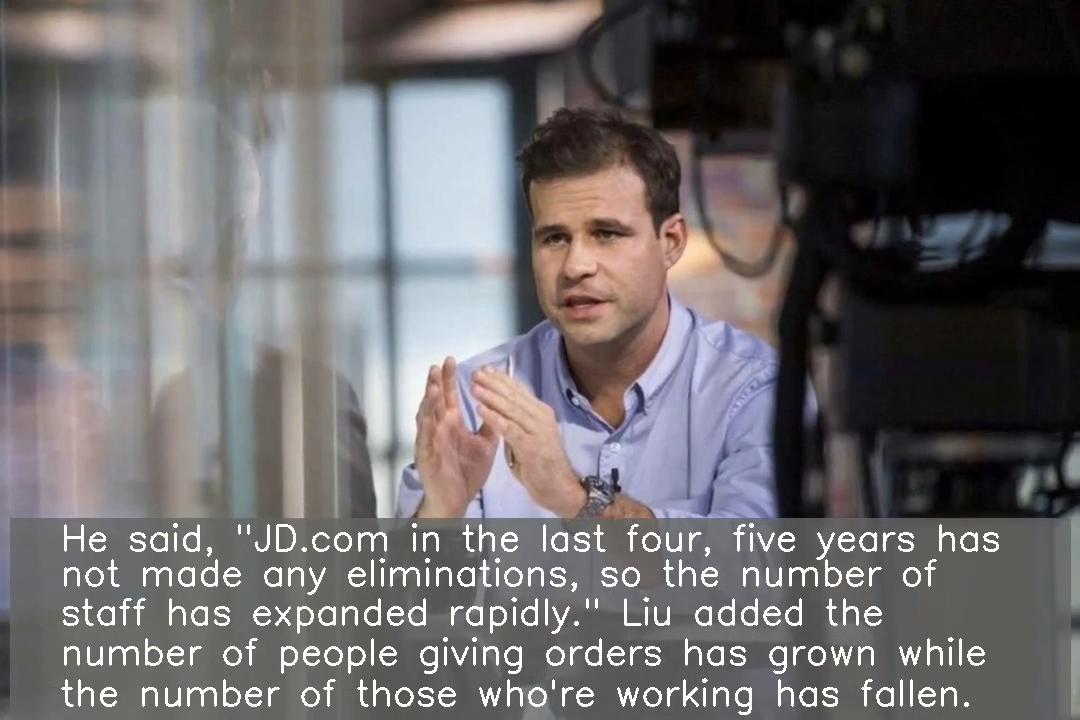 He said, "JD.com in the last four, five years has
not made any eliminations, so the number of
staff has expanded rapidly." Liu added the
number of people giving orders has grown while
the number of those who're working has fallen.